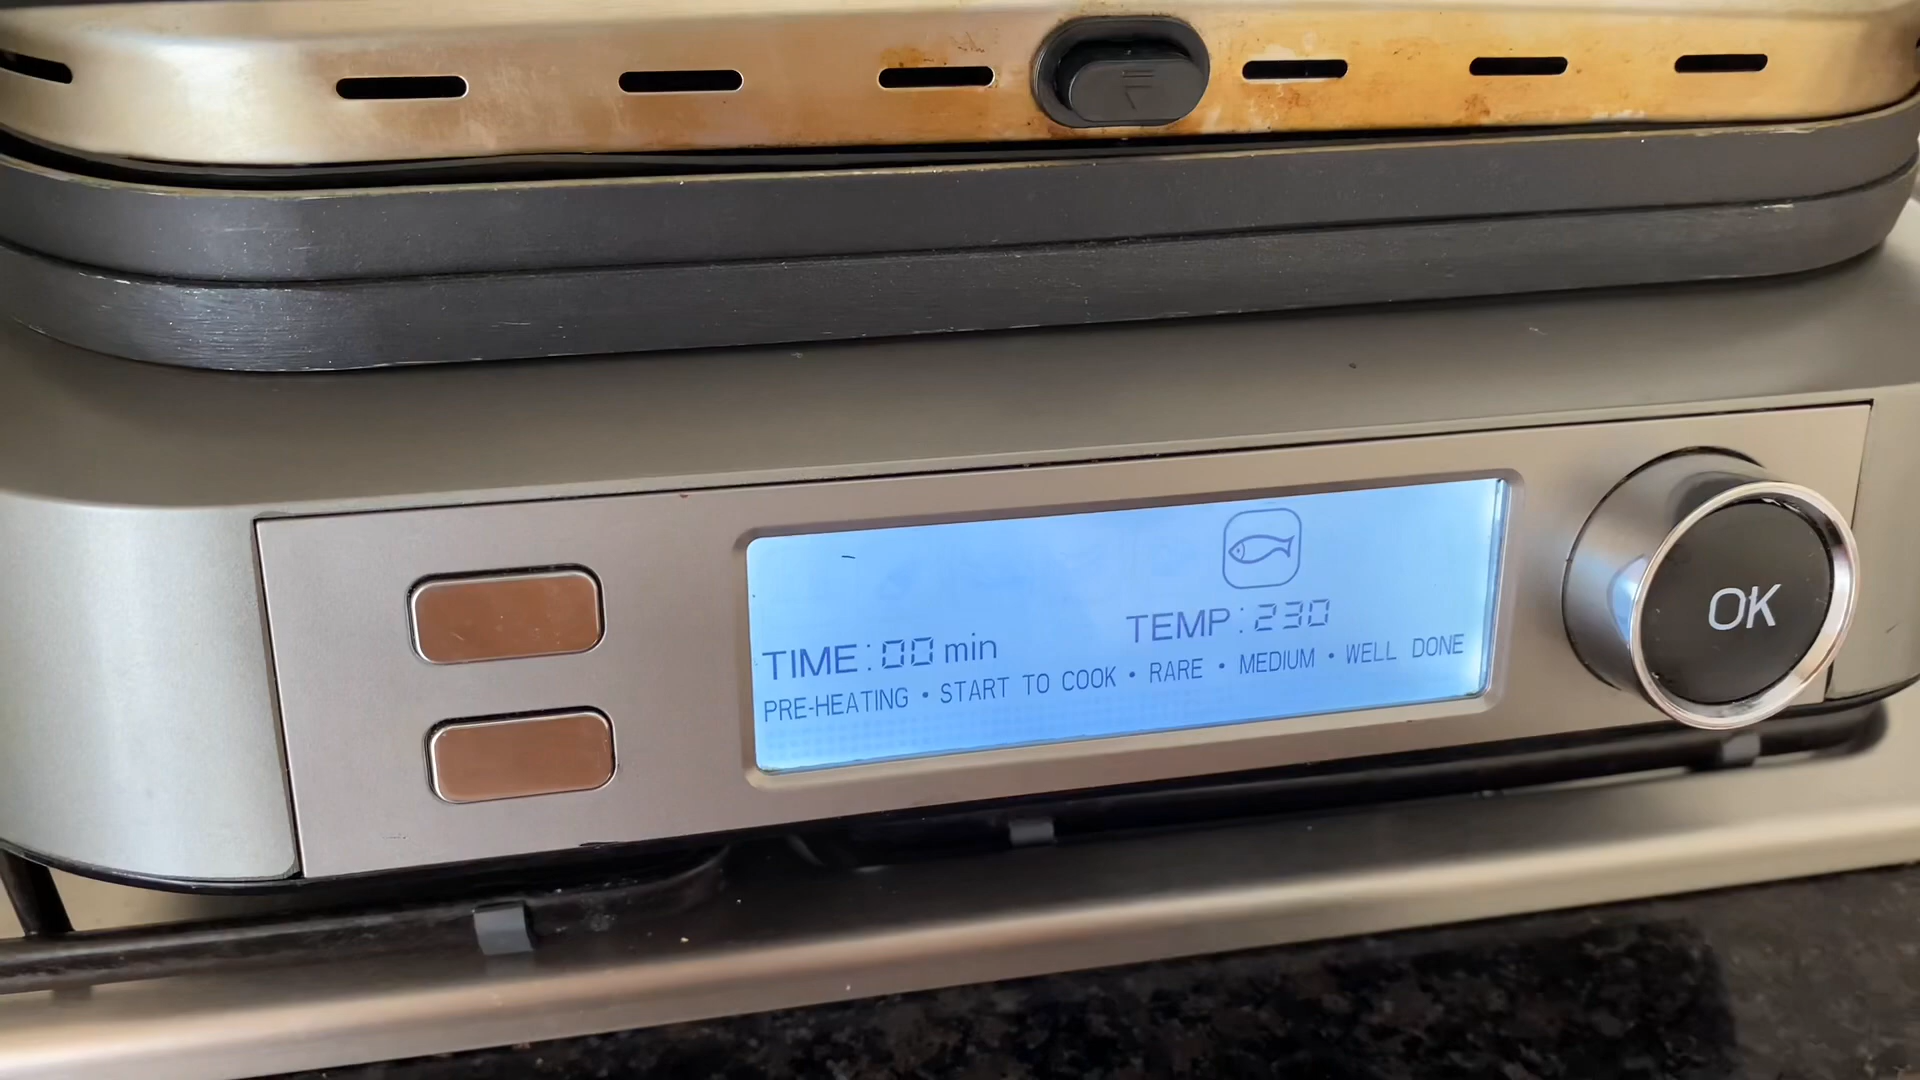 TEMP:230
TIME:00 min
PRE-HEATING • START TO COOK • RARE • MEDIUM • WELL DONE
OK